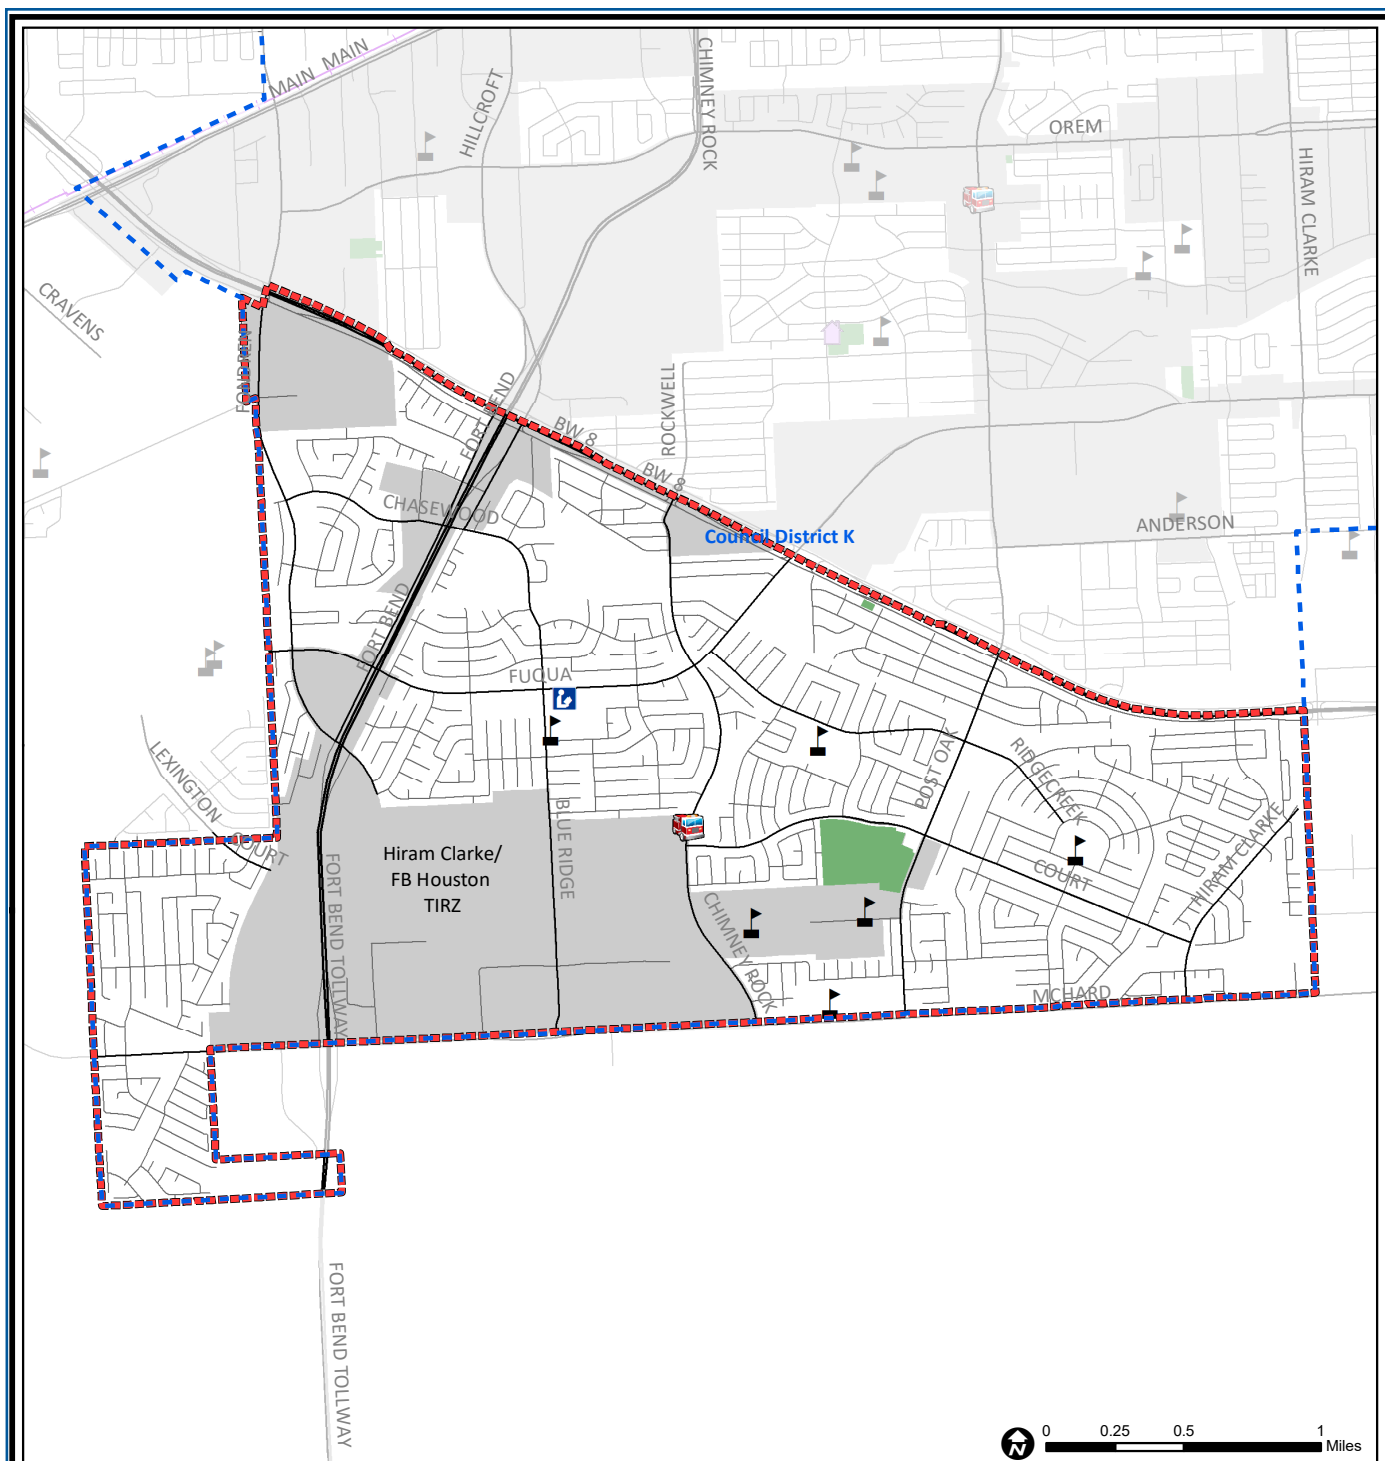 MAIN MAIN
HILLCROFT
CHIMNEY ROCK
OREM
HIRAM CLARKE
CRAVENS
FONDREN
FORT BEND
BW 8
ROCKWELL
BW 8
CHASEWOOD
Council District K
ANDERSON
FORT BEND
FUQUA
LEXINGTON COURT
POST OAK
RIDGECREEK
BLUE RIDGE
HIRAM CLARKE
Hiram Clarke/
FB Houston
TIRZ
COURT
FORT BEND TOLLWAY
CHIMNEY ROCK
MCHARD
FORT BEND TOLLWAY
N
0 0.25 0.5 1
Miles